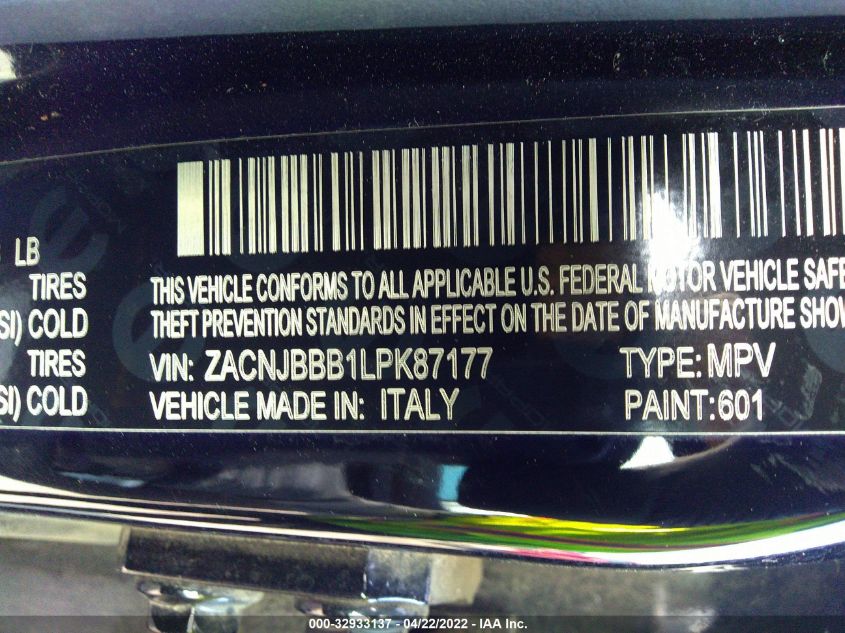 LB
TIRES
SI) COLD
TIRES
SI) COLD
THIS VEHICLE CONFORMS TO ALL APPLICABLE U.S. FEDERAL MOTOR VEHICLE SAFE
THEFT PREVENTION STANDARDS IN EFFECT ON THE DATE OF MANUFACTURE SHOW
VIN: ZACNJBBB1LPK87177 TYPE: MPV
VEHICLE MADE IN: ITALY PAINT: 601
000-32933137 - 04/22/2022 - IAA Inc.